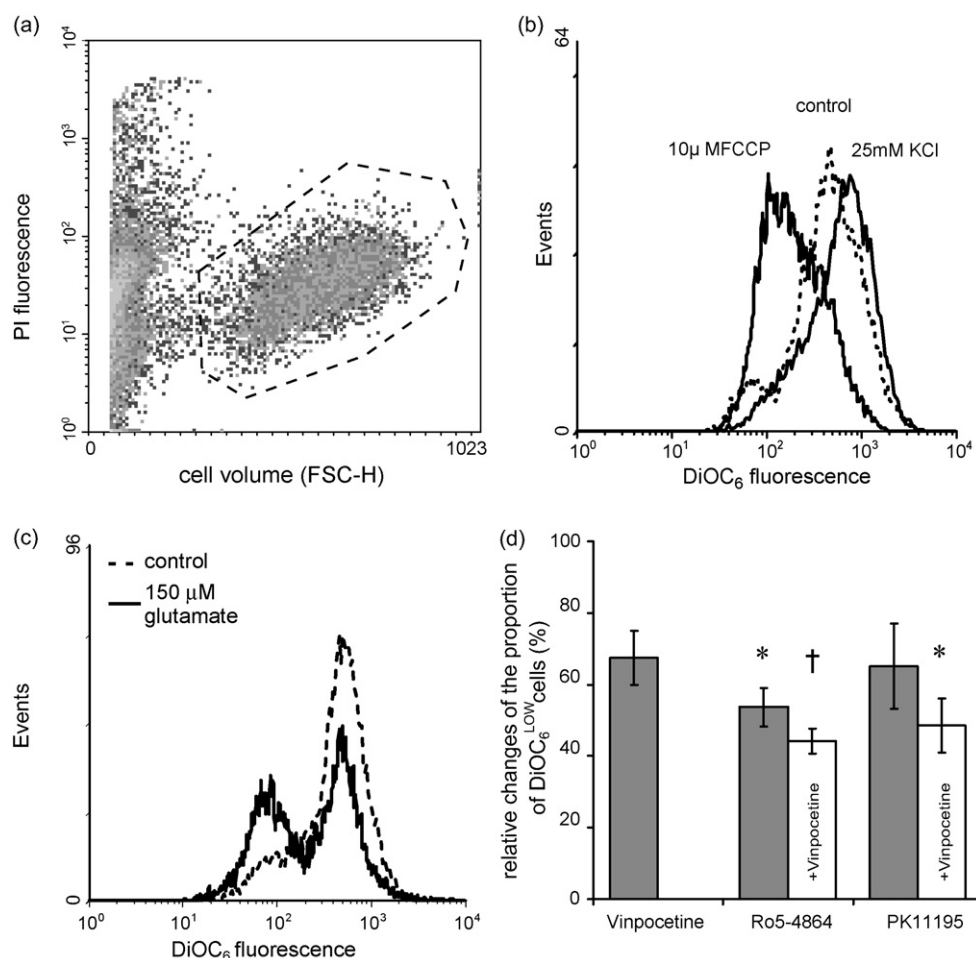 (a)
10⁴
10³
10²
10¹
10⁰
PI fluorescence
0
1023
cell volume (FSC-H)
(b)
64
0
Events
control
10μ MFCCP
25mM KCl
10⁰ 10¹ 10² 10³ 10⁴
DiOC₆ fluorescence
(c)
96
0
Events
control
150 μM
glutamate
10⁰ 10¹ 10² 10³ 10⁴
DiOC₆ fluorescence
(d)
relative changes of the proportion
of DiOC₆ᴸᴼᵂcells (%)
100
80
60
40
20
0
* † *
+Vinpocetine
+Vinpocetine
Vinpocetine Ro5-4864 PK11195